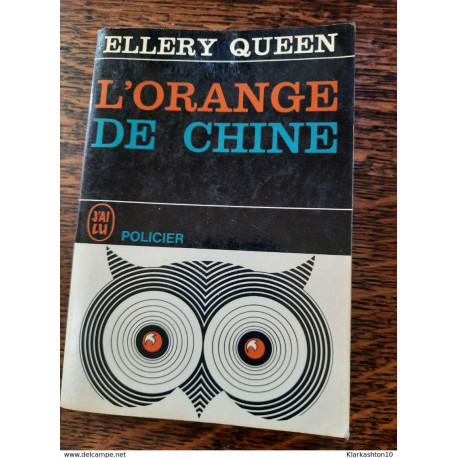 ELLERY QUEEN
L'ORANGE
DE CHINE
J'AI
LU
POLICIER
www.delcampe.net
Klarkashton10